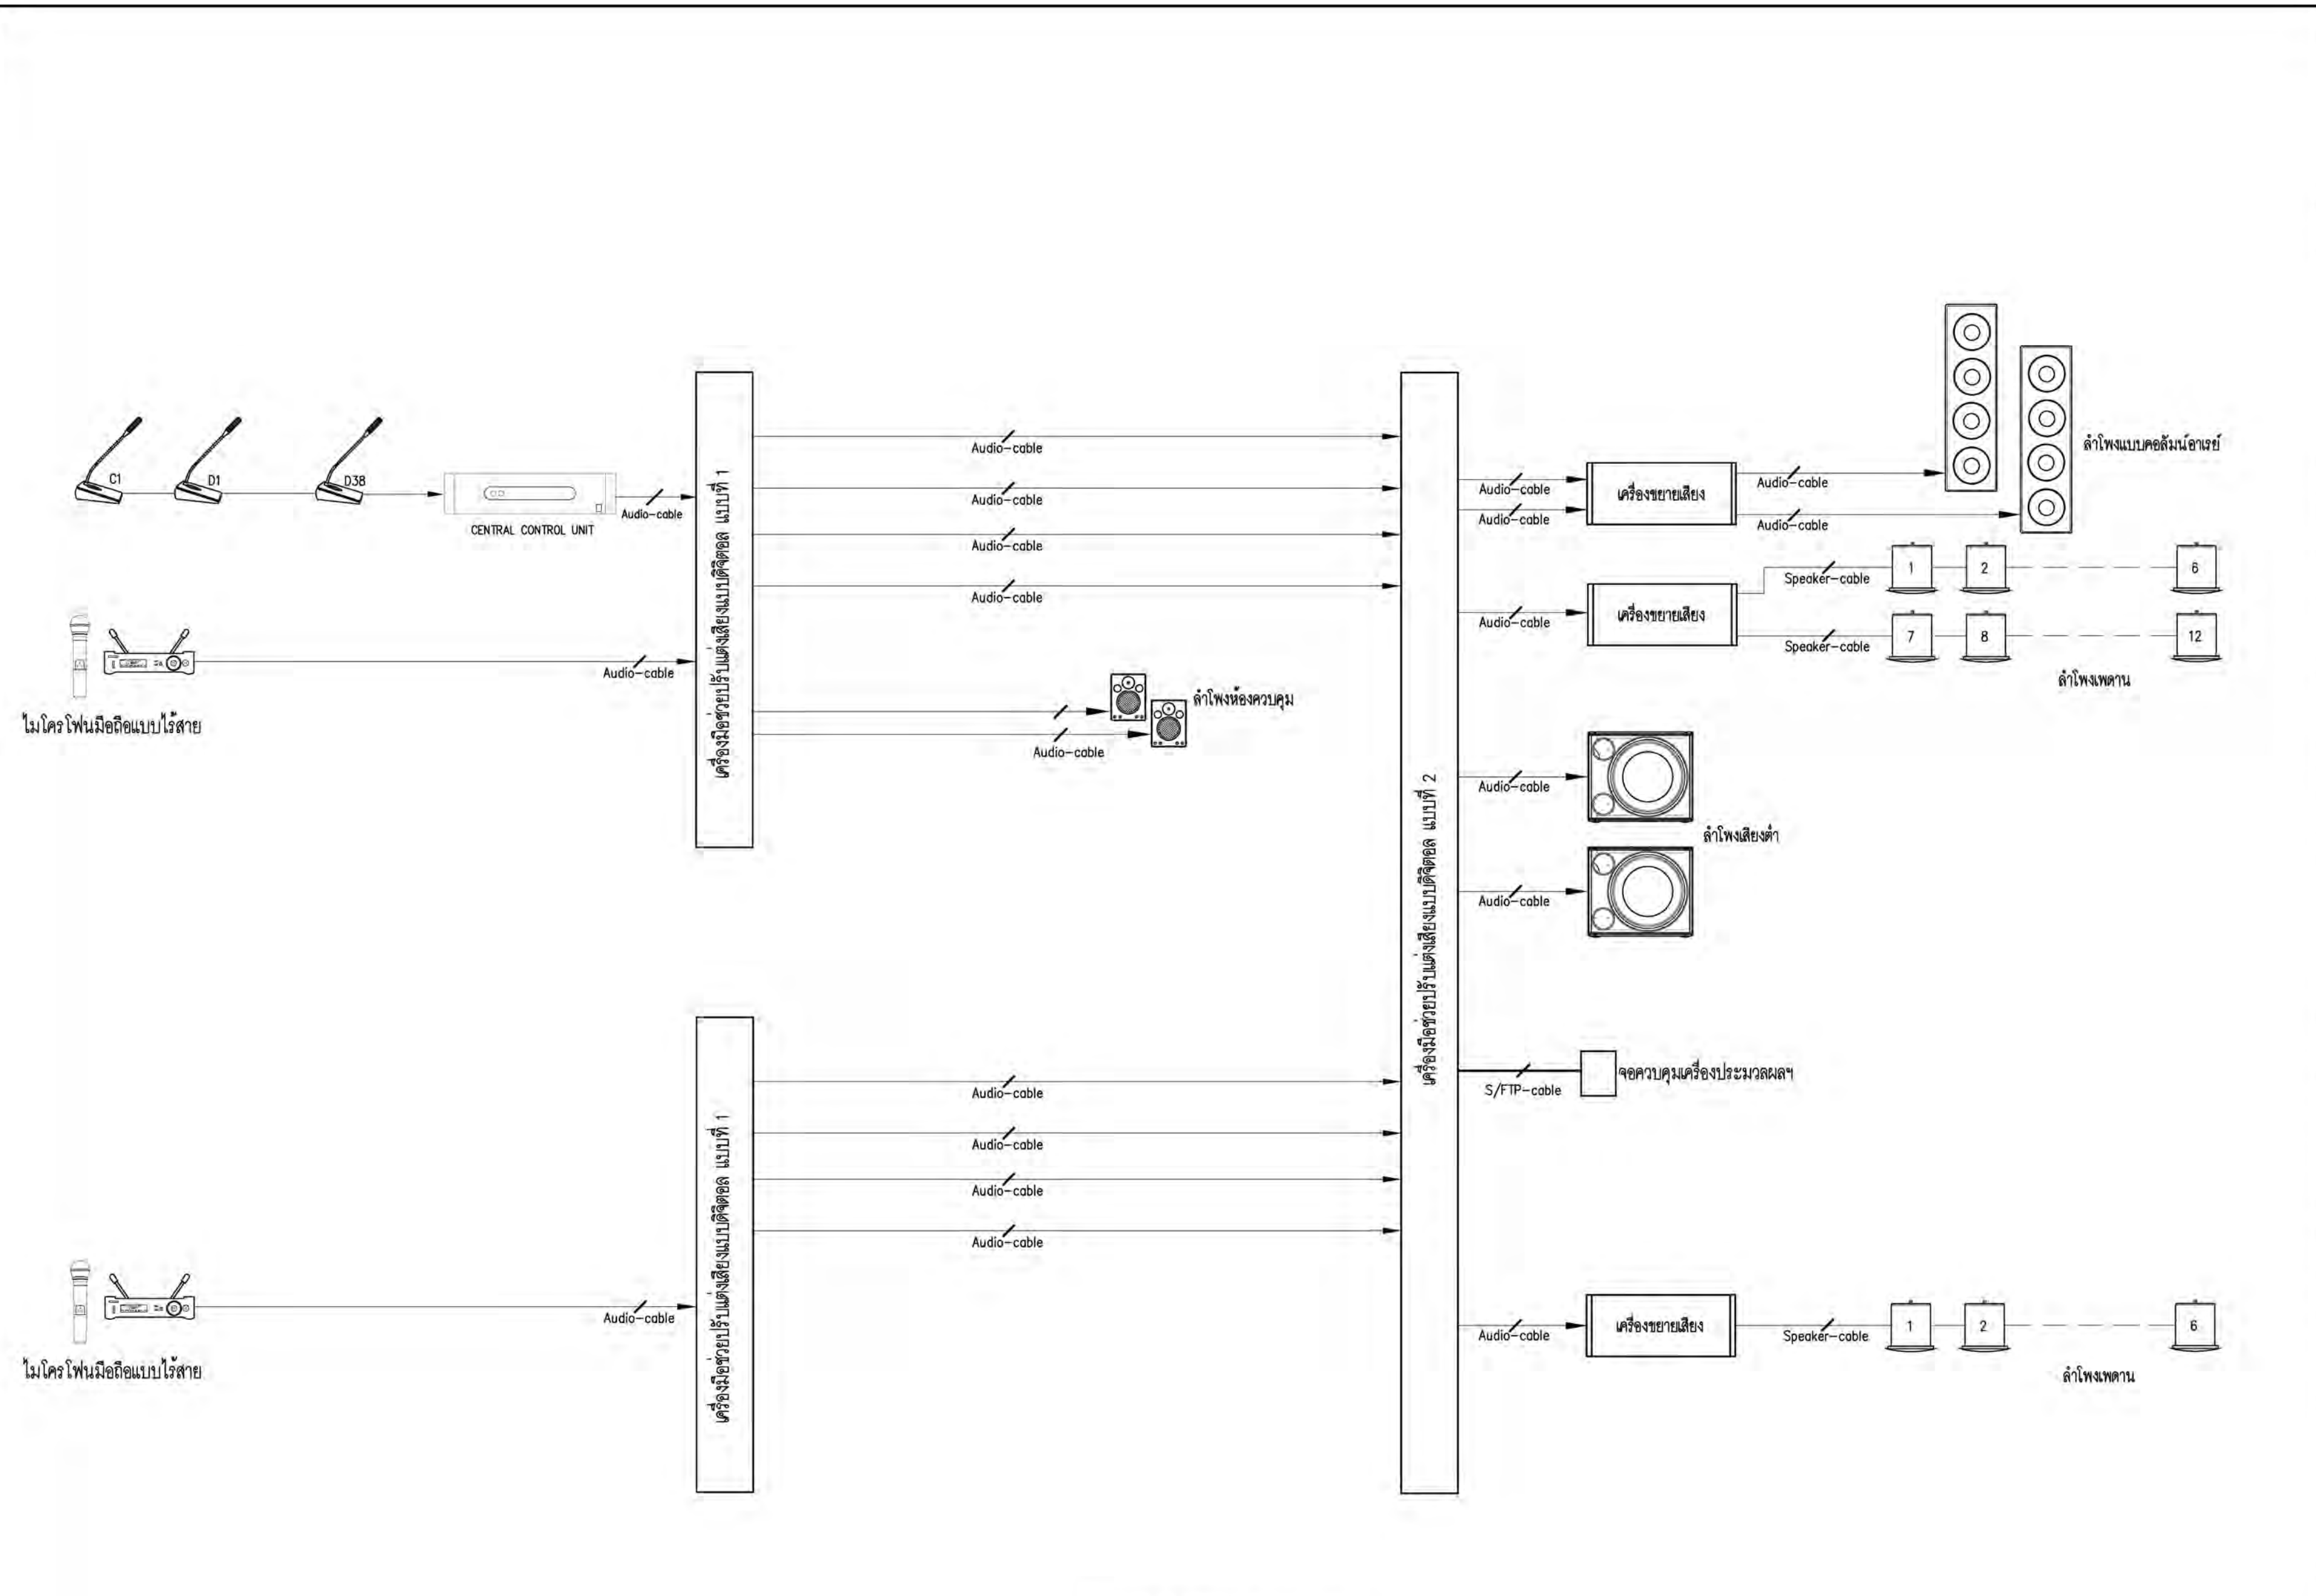 C1
D1
D38
CENTRAL CONTROL UNIT
Audio-cable
ไมโครโฟนมือถือแบบไร้สาย
Audio-cable
เครื่องมือช่วยปรับแต่งเสียงแบบดิจิตอล แบบที่ 1
Audio-cable
Audio-cable
Audio-cable
Audio-cable
ลำโพงห้องควบคุม
Audio-cable
เครื่องมือช่วยปรับแต่งเสียงแบบดิจิตอล แบบที่ 2
Audio-cable
Audio-cable
เครื่องขยายเสียง
Audio-cable
Audio-cable
ลำโพงแบบคอลัมน์อาเรย์
Audio-cable
เครื่องขยายเสียง
Speaker-cable
1
2
6
Speaker-cable
7
8
12
ลำโพงเพดาน
Audio-cable
ลำโพงเสียงต่ำ
Audio-cable
S/FTP-cable
จอควบคุมเครื่องประมวลผลฯ
ไมโครโฟนมือถือแบบไร้สาย
Audio-cable
เครื่องมือช่วยปรับแต่งเสียงแบบดิจิตอล แบบที่ 1
Audio-cable
Audio-cable
Audio-cable
Audio-cable
Audio-cable
เครื่องขยายเสียง
Speaker-cable
1
2
6
ลำโพงเพดาน